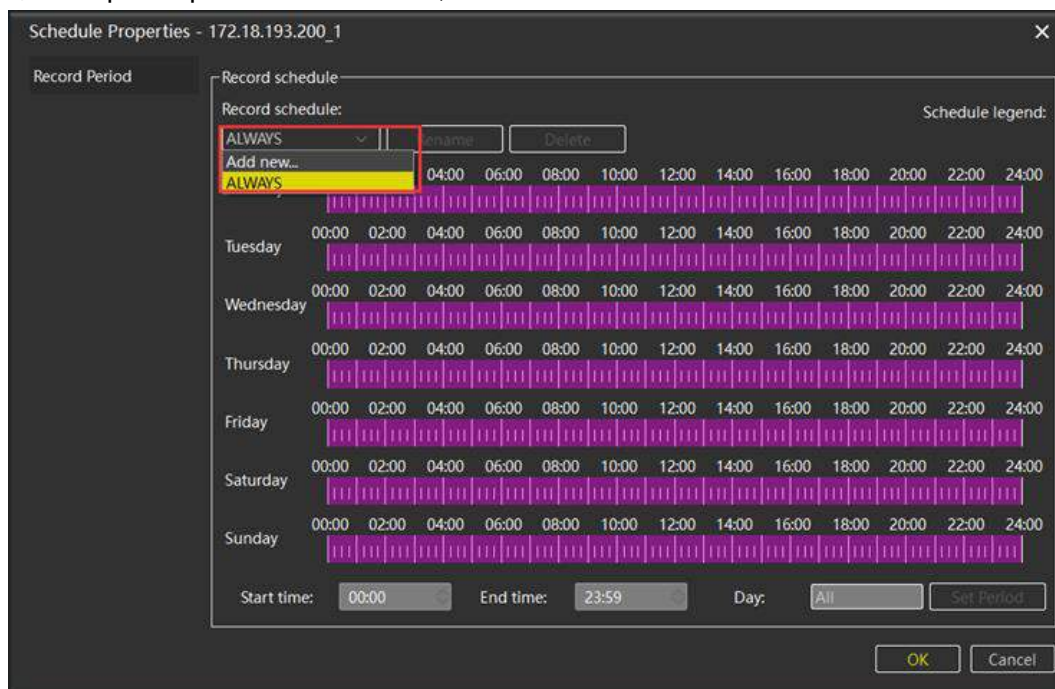 Schedule Properties - 172.18.193.200_1
Record Period
Record schedule
Record schedule:
Schedule legend:
ALWAYS
Rename
Delete
Add new...
ALWAYS
04:00 06:00 08:00 10:00 12:00 14:00 16:00 18:00 20:00 22:00 24:00
Tuesday
00:00 02:00 04:00 06:00 08:00 10:00 12:00 14:00 16:00 18:00 20:00 22:00 24:00
Wednesday
00:00 02:00 04:00 06:00 08:00 10:00 12:00 14:00 16:00 18:00 20:00 22:00 24:00
Thursday
00:00 02:00 04:00 06:00 08:00 10:00 12:00 14:00 16:00 18:00 20:00 22:00 24:00
Friday
00:00 02:00 04:00 06:00 08:00 10:00 12:00 14:00 16:00 18:00 20:00 22:00 24:00
Saturday
00:00 02:00 04:00 06:00 08:00 10:00 12:00 14:00 16:00 18:00 20:00 22:00 24:00
Sunday
00:00 02:00 04:00 06:00 08:00 10:00 12:00 14:00 16:00 18:00 20:00 22:00 24:00
Start time: 00:00 End time: 23:59 Day: All Set Period
OK Cancel